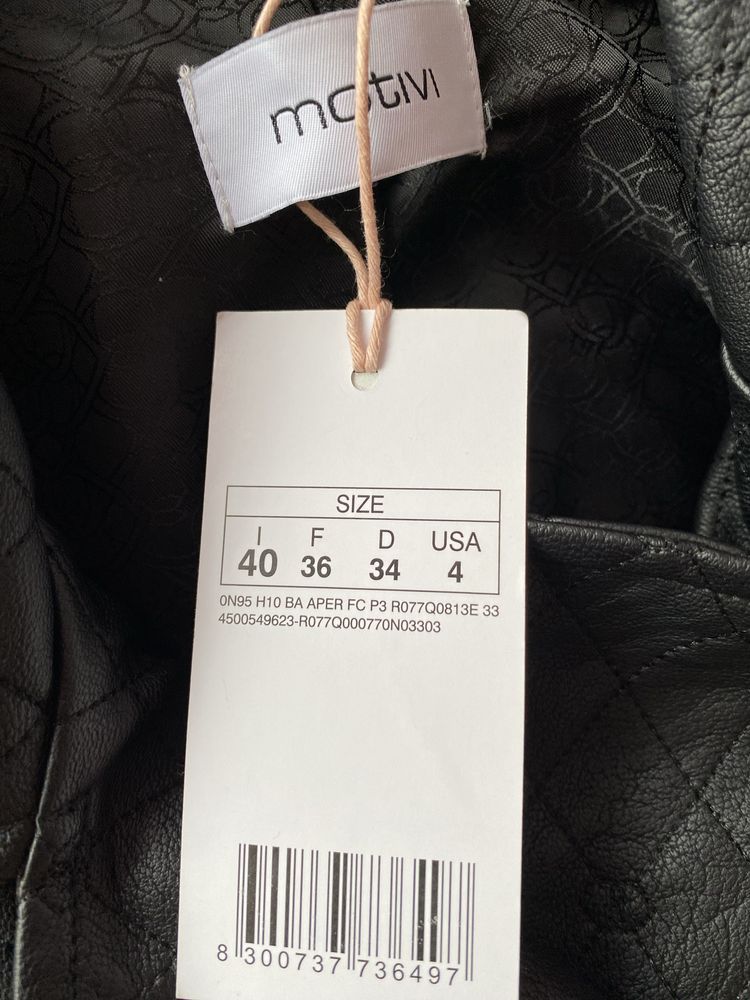 motivi
SIZE
I F D USA
40 36 34 4
0N95 H10 BA APER FC P3 R077Q0813E 33
4500549623-R077Q000770N03303
8 300737 736497